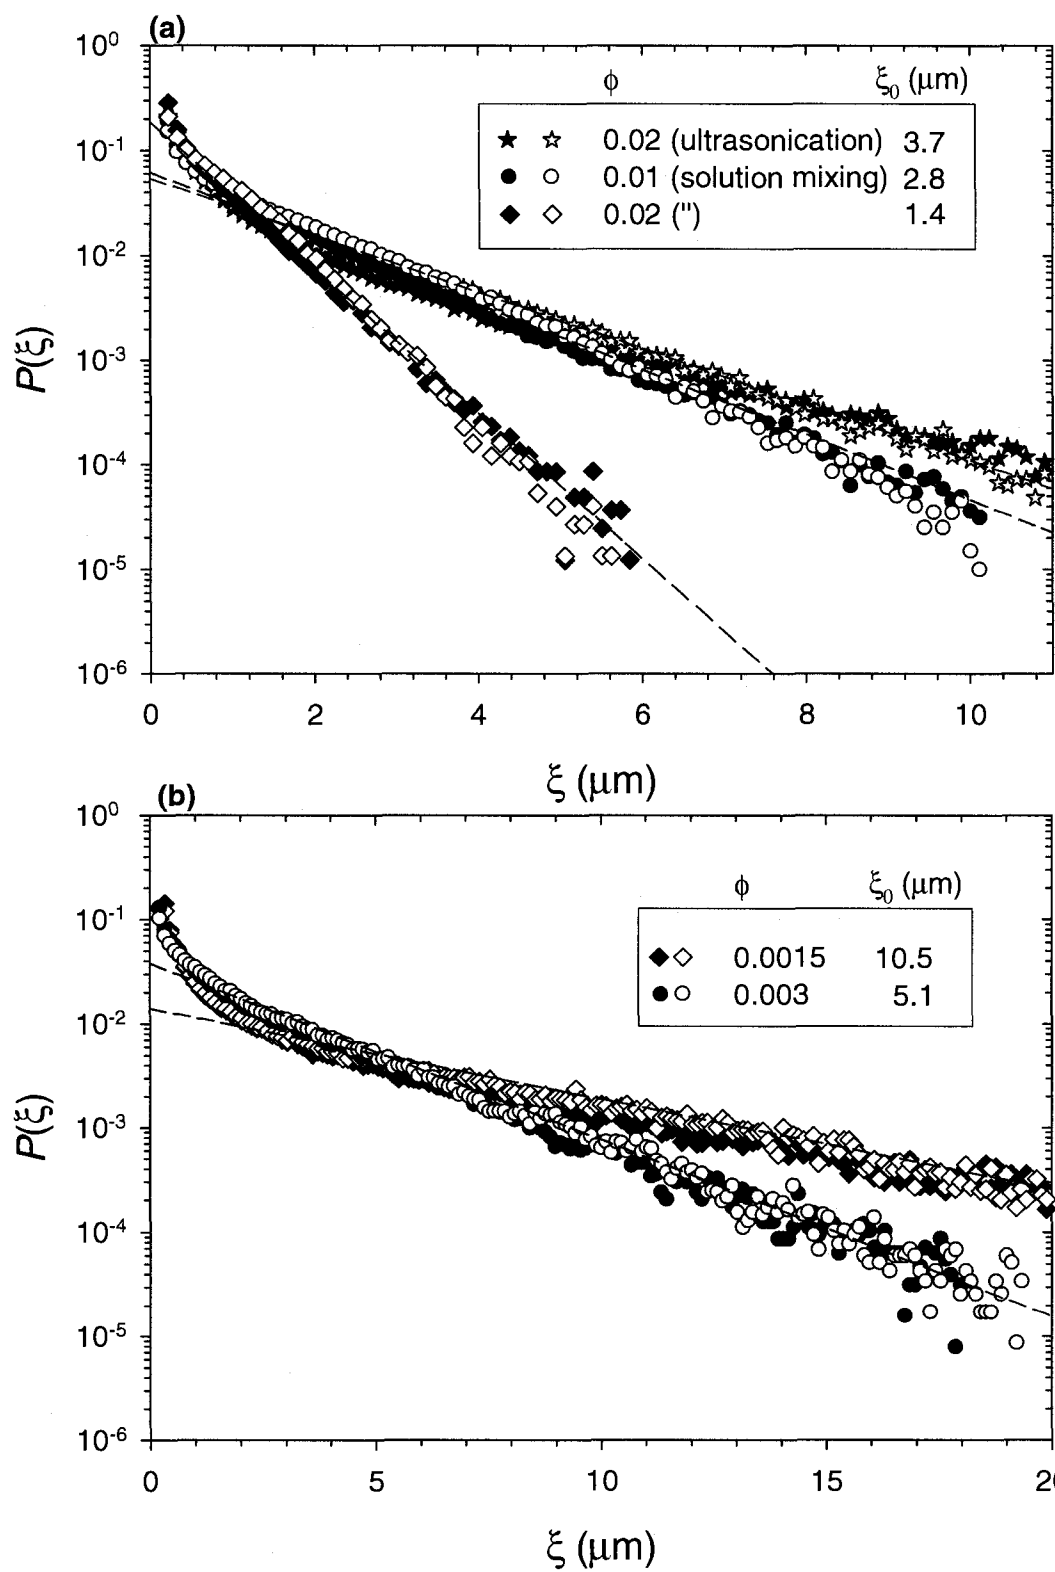 (a)
10⁰
10⁻¹
10⁻²
10⁻³
10⁻⁴
10⁻⁵
10⁻⁶
P(ξ)
ϕ ξ₀ (μm)
0.02 (ultrasonication) 3.7
0.01 (solution mixing) 2.8
0.02 (") 1.4
0 2 4 6 8 10
ξ (μm)
(b)
10⁰
10⁻¹
10⁻²
10⁻³
10⁻⁴
10⁻⁵
10⁻⁶
P(ξ)
ϕ ξ₀ (μm)
0.0015 10.5
0.003 5.1
0 5 10 15 20
ξ (μm)